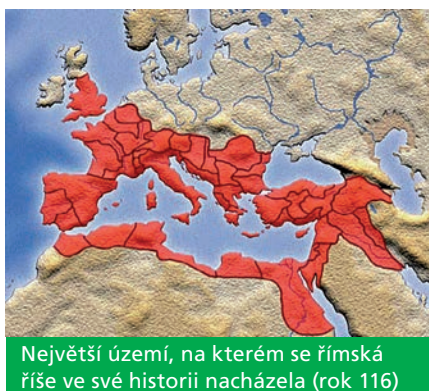 Největší území, na kterém se římská
říše ve své historii nacházela (rok 116)